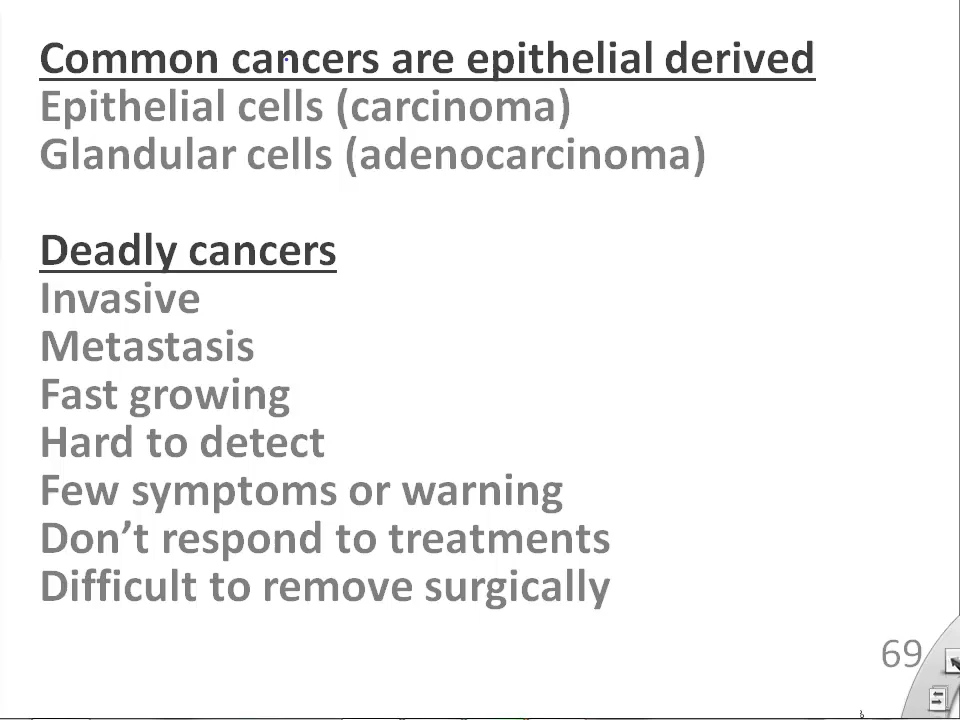 Common cancers are epithelial derived
Epithelial cells (carcinoma)
Glandular cells (adenocarcinoma)
Deadly cancers
Invasive
Metastasis
Fast growing
Hard to detect
Few symptoms or warning
Don’t respond to treatments
Difficult to remove surgically
69